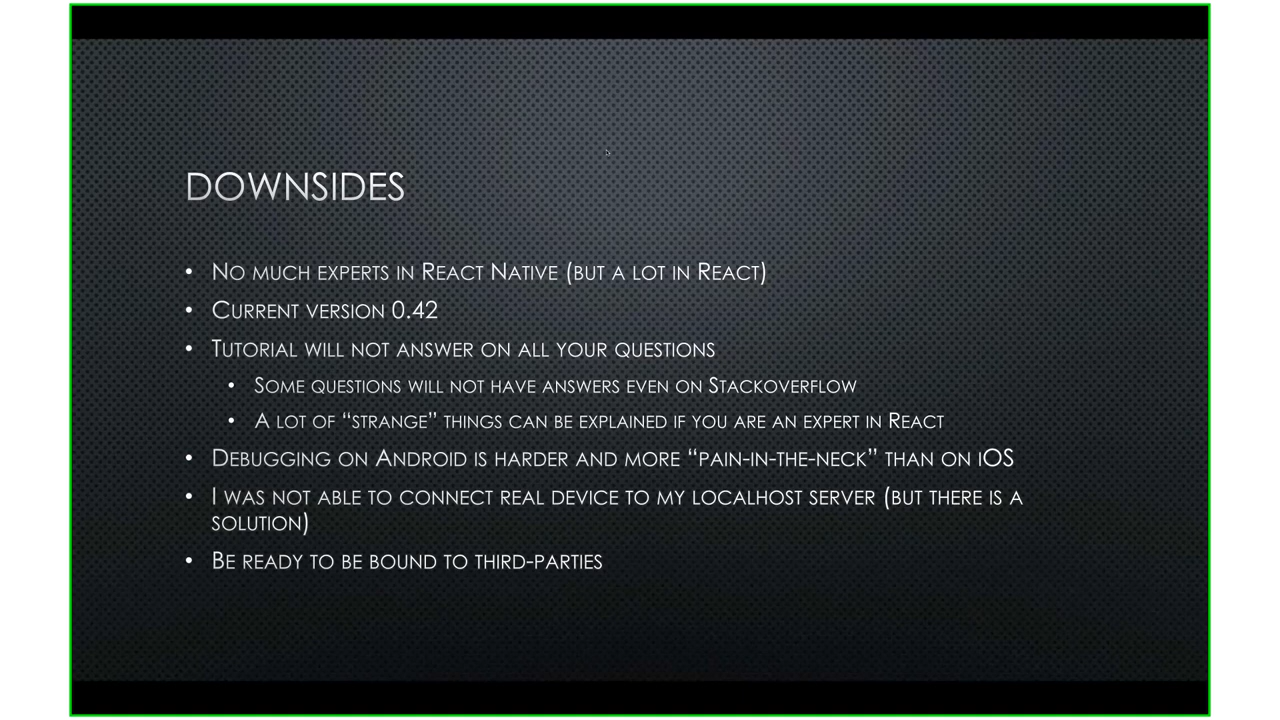 DOWNSIDES
• NO MUCH EXPERTS IN REACT NATIVE (BUT A LOT IN REACT)
• CURRENT VERSION 0.42
• TUTORIAL WILL NOT ANSWER ON ALL YOUR QUESTIONS
• SOME QUESTIONS WILL NOT HAVE ANSWERS EVEN ON STACKOVERFLOW
• A LOT OF “STRANGE” THINGS CAN BE EXPLAINED IF YOU ARE AN EXPERT IN REACT
• DEBUGGING ON ANDROID IS HARDER AND MORE “PAIN-IN-THE-NECK” THAN ON IOS
• I WAS NOT ABLE TO CONNECT REAL DEVICE TO MY LOCALHOST SERVER (BUT THERE IS A
SOLUTION)
• BE READY TO BE BOUND TO THIRD-PARTIES